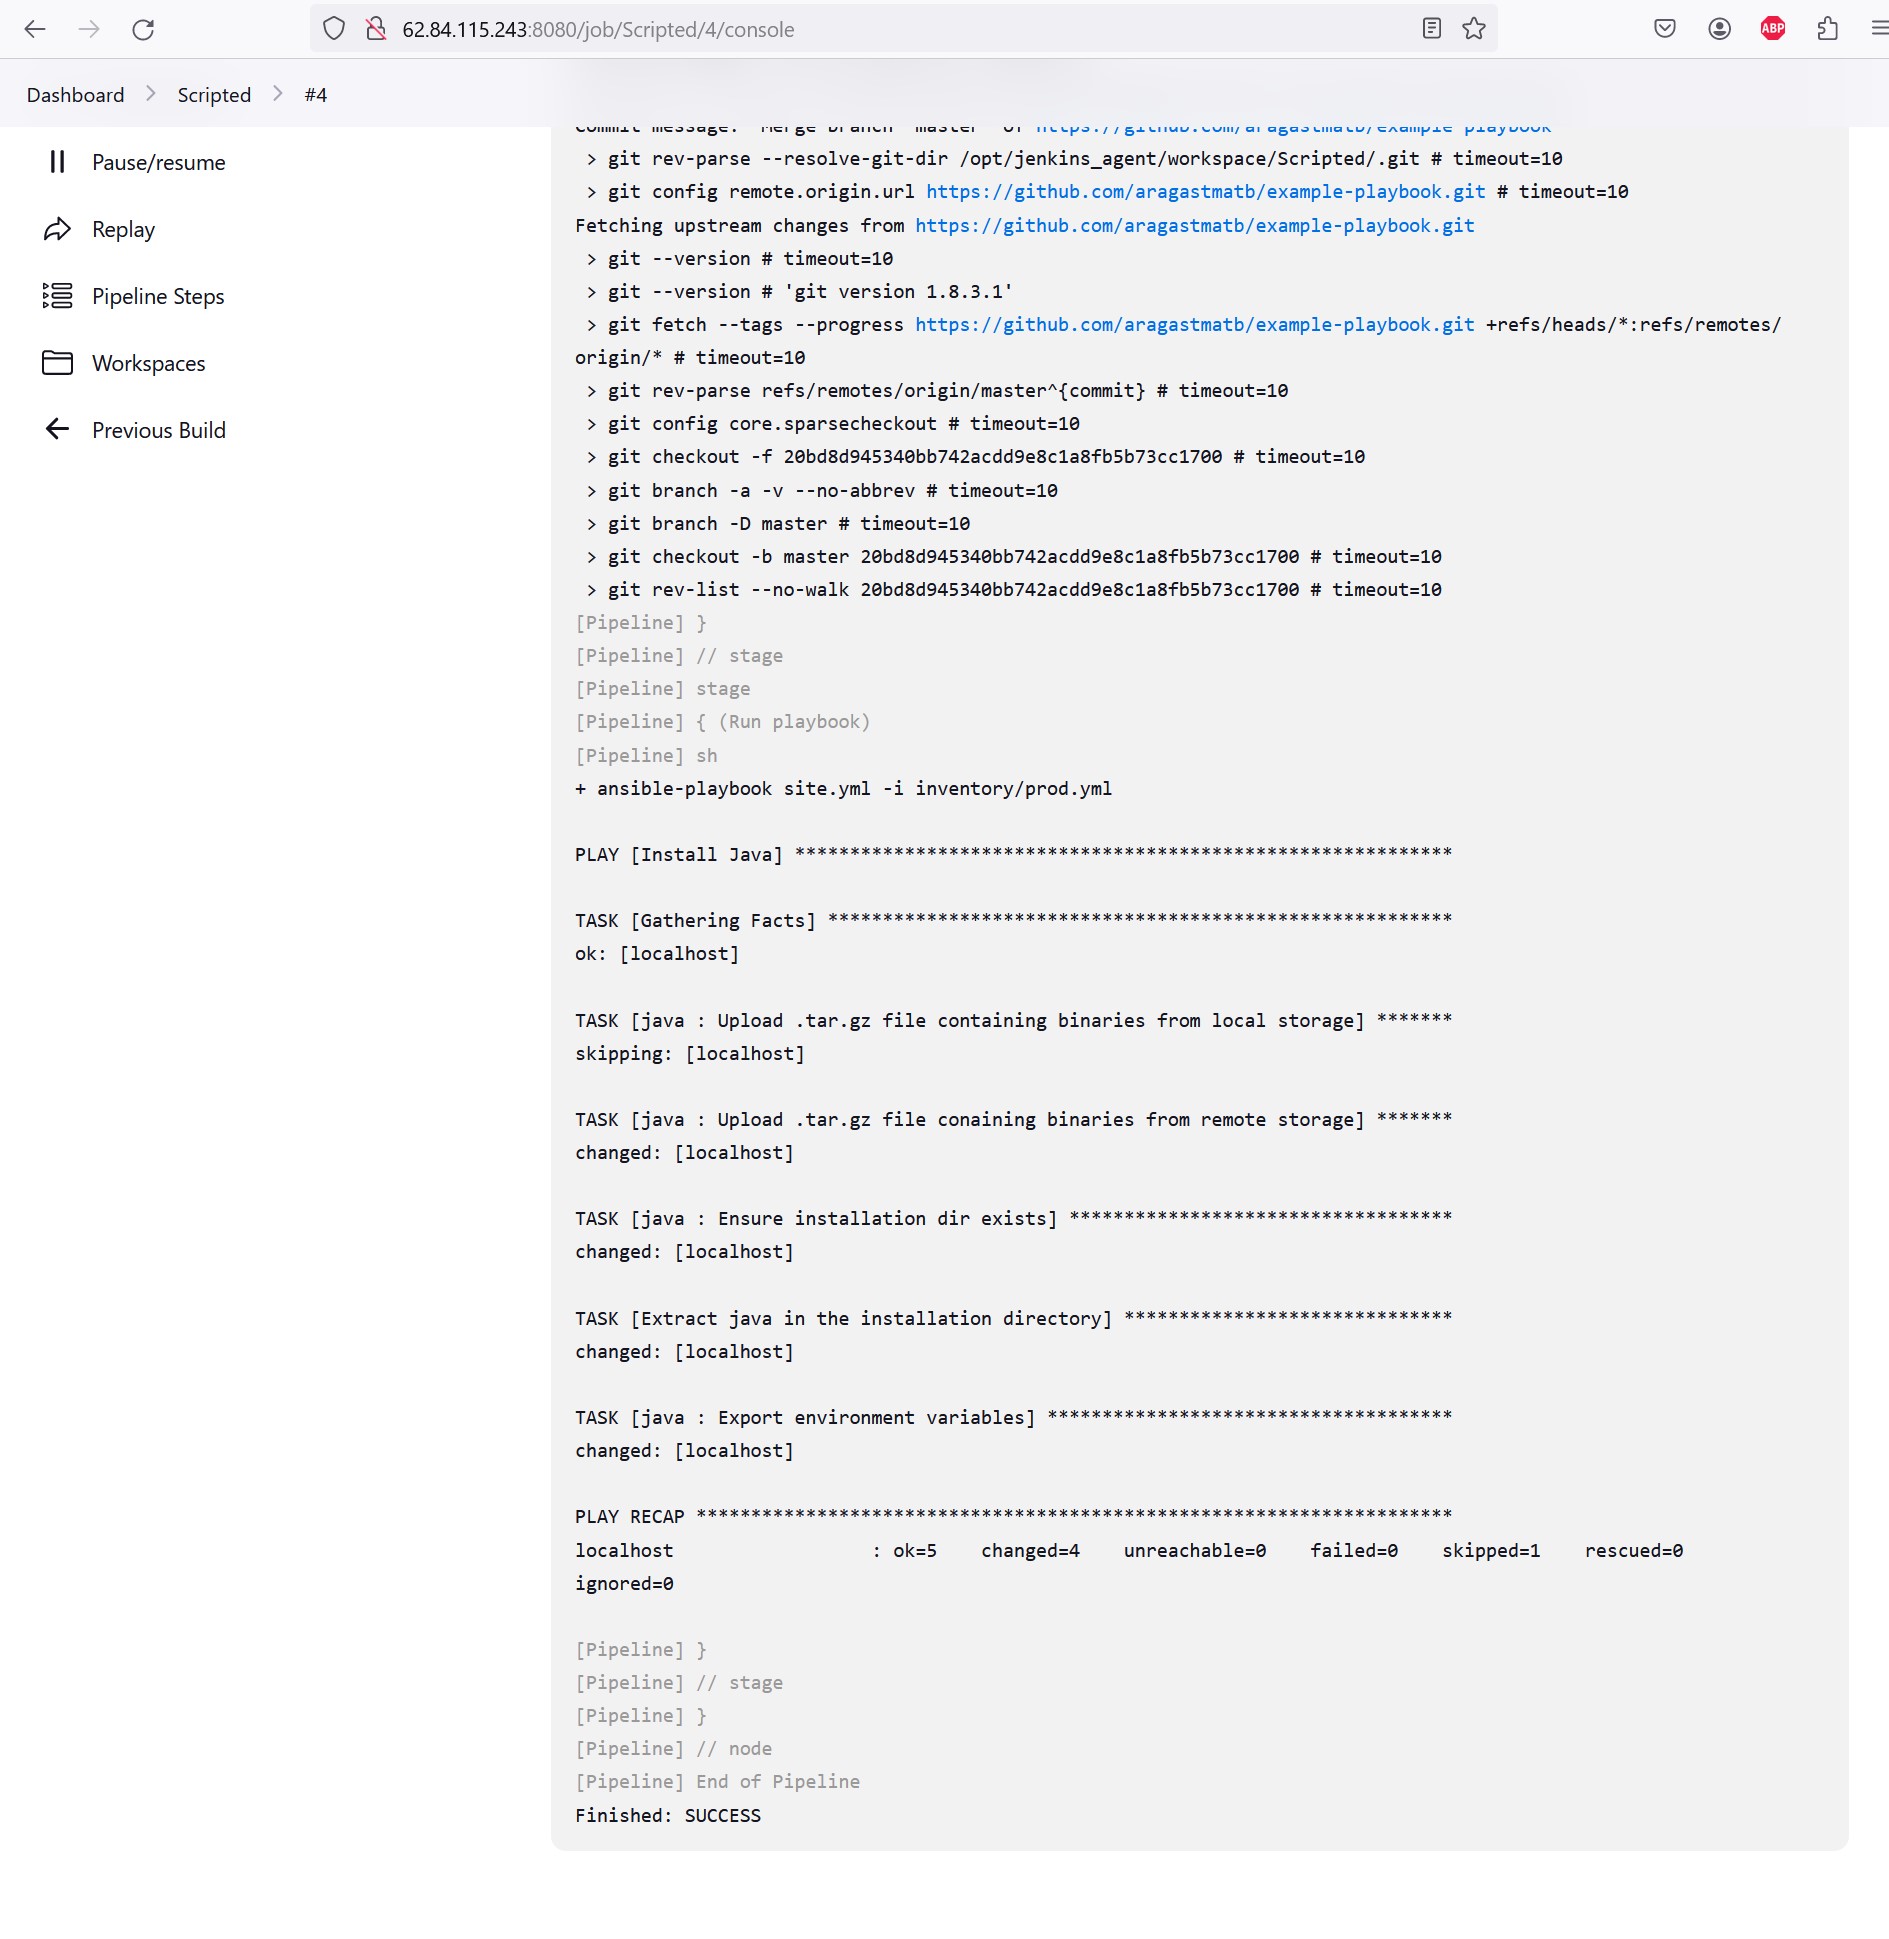 62.84.115.243:8080/job/Scripted/4/console
ABP
Dashboard > Scripted > #4
Pause/resume
Replay
Pipeline Steps
Workspaces
Previous Build
Commit message: "Merge branch 'master' of https://github.com/aragastmatb/example-playbook"
> git rev-parse --resolve-git-dir /opt/jenkins_agent/workspace/Scripted/.git # timeout=10
> git config remote.origin.url https://github.com/aragastmatb/example-playbook.git # timeout=10
Fetching upstream changes from https://github.com/aragastmatb/example-playbook.git
> git --version # timeout=10
> git --version # 'git version 1.8.3.1'
> git fetch --tags --progress https://github.com/aragastmatb/example-playbook.git +refs/heads/*:refs/remotes/
origin/* # timeout=10
> git rev-parse refs/remotes/origin/master^{commit} # timeout=10
> git config core.sparsecheckout # timeout=10
> git checkout -f 20bd8d945340bb742acdd9e8c1a8fb5b73cc1700 # timeout=10
> git branch -a -v --no-abbrev # timeout=10
> git branch -D master # timeout=10
> git checkout -b master 20bd8d945340bb742acdd9e8c1a8fb5b73cc1700 # timeout=10
> git rev-list --no-walk 20bd8d945340bb742acdd9e8c1a8fb5b73cc1700 # timeout=10
[Pipeline] }
[Pipeline] // stage
[Pipeline] stage
[Pipeline] { (Run playbook)
[Pipeline] sh
+ ansible-playbook site.yml -i inventory/prod.yml
PLAY [Install Java] ************************************************************
TASK [Gathering Facts] *********************************************************
ok: [localhost]
TASK [java : Upload .tar.gz file containing binaries from local storage] *******
skipping: [localhost]
TASK [java : Upload .tar.gz file conaining binaries from remote storage] *******
changed: [localhost]
TASK [java : Ensure installation dir exists] ***********************************
changed: [localhost]
TASK [Extract java in the installation directory] ******************************
changed: [localhost]
TASK [java : Export environment variables] *************************************
changed: [localhost]
PLAY RECAP *********************************************************************
localhost                  : ok=5    changed=4    unreachable=0    failed=0    skipped=1    rescued=0
ignored=0
[Pipeline] }
[Pipeline] // stage
[Pipeline] }
[Pipeline] // node
[Pipeline] End of Pipeline
Finished: SUCCESS